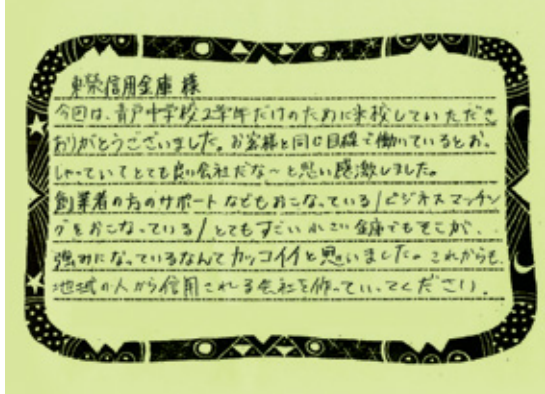 東榮信用金庫 様
今回は、青戸中学校2学年だけのために来校していただき
ありがとうございました。お客様と同じ目線で働いているとおっ
しゃっていてとても良い会社だな〜と思い感激しました。
創業者の方のサポートなどもおこなっている/ビジネスマッチン
グをおこなっている/とてもすごい小さい金庫でもそこが、
強みになっているなんてカッコイイと思いました。これからも、
地域の人から信用される会社を作っていってください。